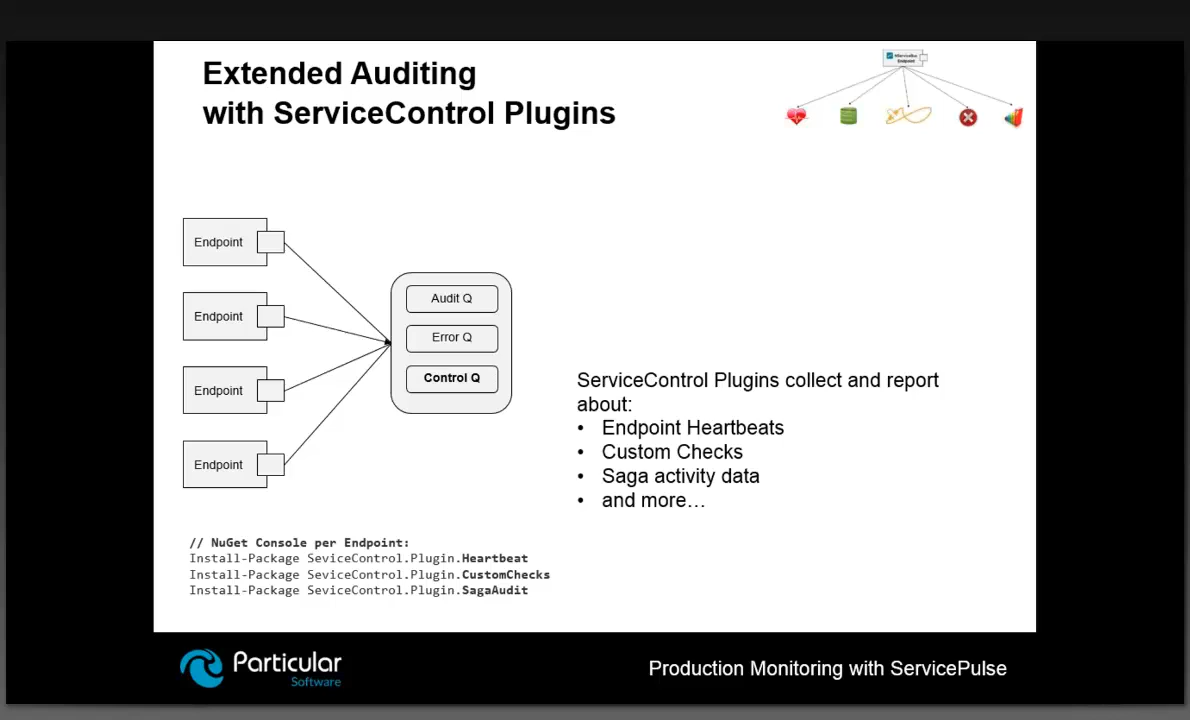 Extended Auditing
with ServiceControl Plugins
NServiceBus
Endpoint
Endpoint
Endpoint
Endpoint
Endpoint
Audit Q
Error Q
Control Q
ServiceControl Plugins collect and report
about:
• Endpoint Heartbeats
• Custom Checks
• Saga activity data
• and more…
// NuGet Console per Endpoint:
Install-Package SeviceControl.Plugin.Heartbeat
Install-Package SeviceControl.Plugin.CustomChecks
Install-Package SeviceControl.Plugin.SagaAudit
Particular
Software
Production Monitoring with ServicePulse